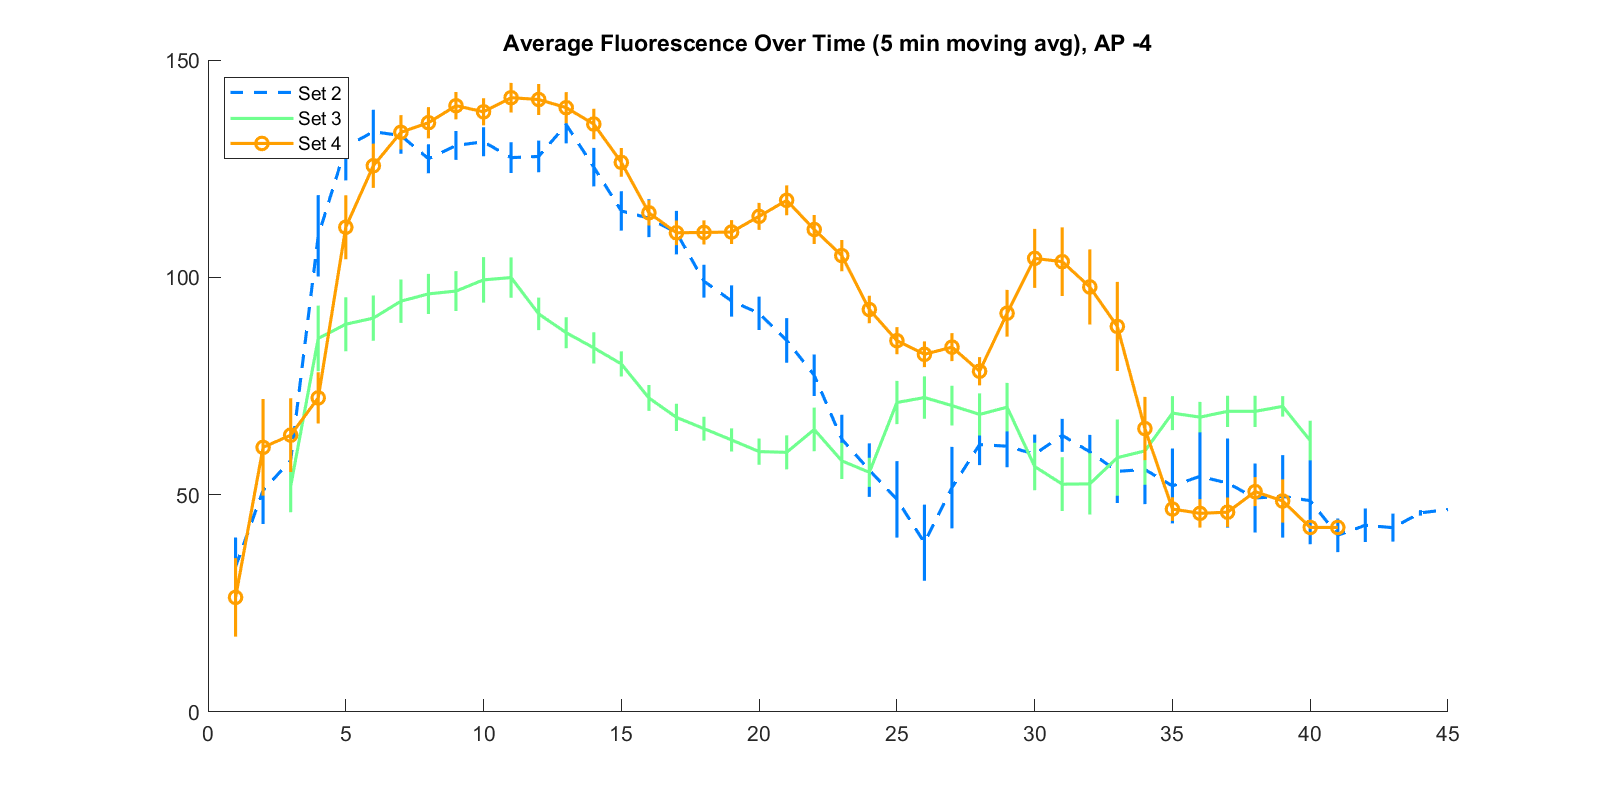 Average Fluorescence Over Time (5 min moving avg), AP -4
150
100
50
0
Set 2
Set 3
Set 4
0 5 10 15 20 25 30 35 40 45